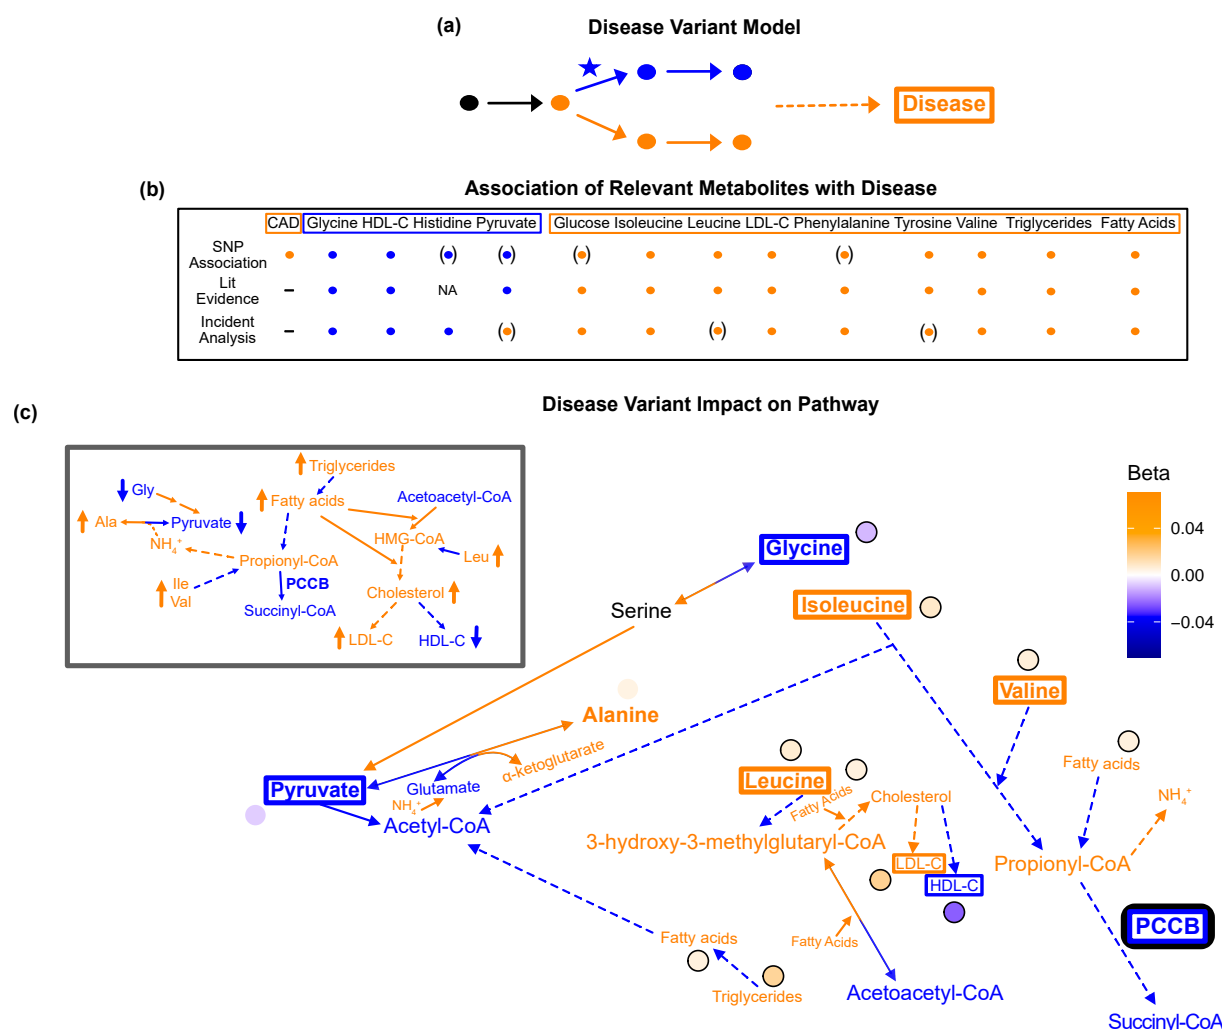 (a)
Disease Variant Model
Disease
(b)
Association of Relevant Metabolites with Disease
CAD Glycine HDL-C Histidine Pyruvate Glucose Isoleucine Leucine LDL-C Phenylalanine Tyrosine Valine Triglycerides Fatty Acids
SNP
Association
( ) ( ) ( ) ( )
Lit
Evidence
– NA
Incident
Analysis
– ( ) ( ) ( )
(c)
Disease Variant Impact on Pathway
Triglycerides
Gly
Fatty acids
Acetoacetyl-CoA
Ala
Pyruvate
NH₄⁺
HMG-CoA
Leu
Propionyl-CoA
Ile
Val
PCCB
Succinyl-CoA
Cholesterol
LDL-C
HDL-C
Beta
0.04
0.00
−0.04
Glycine
Serine
Isoleucine
Valine
Alanine
α-ketoglutarate
Pyruvate
Glutamate
NH₄⁺
Acetyl-CoA
Leucine
Fatty Acids
Cholesterol
3-hydroxy-3-methylglutaryl-CoA
LDL-C
HDL-C
Fatty acids
NH₄⁺
Propionyl-CoA
PCCB
Fatty acids
Triglycerides
Fatty Acids
Acetoacetyl-CoA
Succinyl-CoA